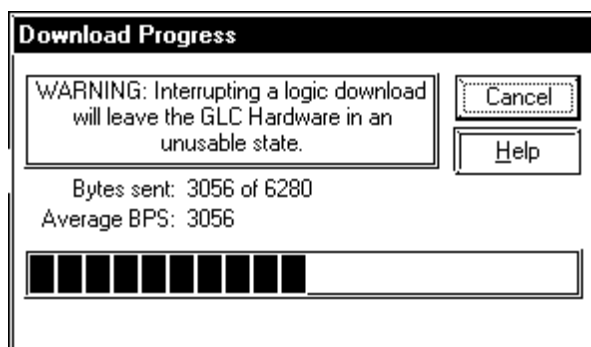 Download Progress
WARNING: Interrupting a logic download
will leave the GLC Hardware in an
unusable state.
Cancel
Help
Bytes sent: 3056 of 6280
Average BPS: 3056